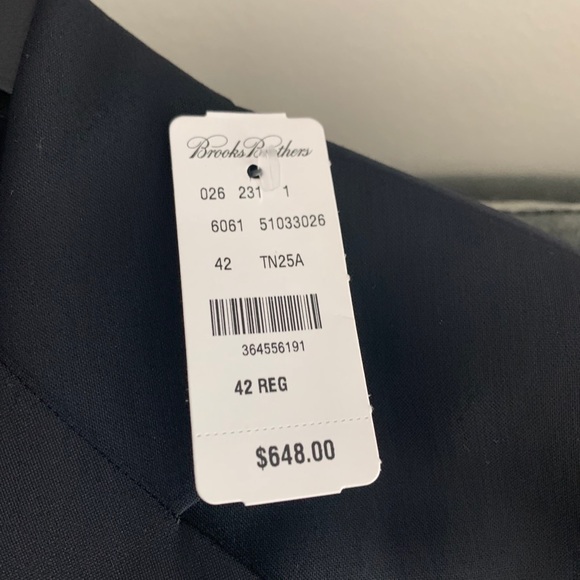 Brooks Brothers
026 231 1
6061 51033026
42 TN25A
364556191
42 REG
$648.00